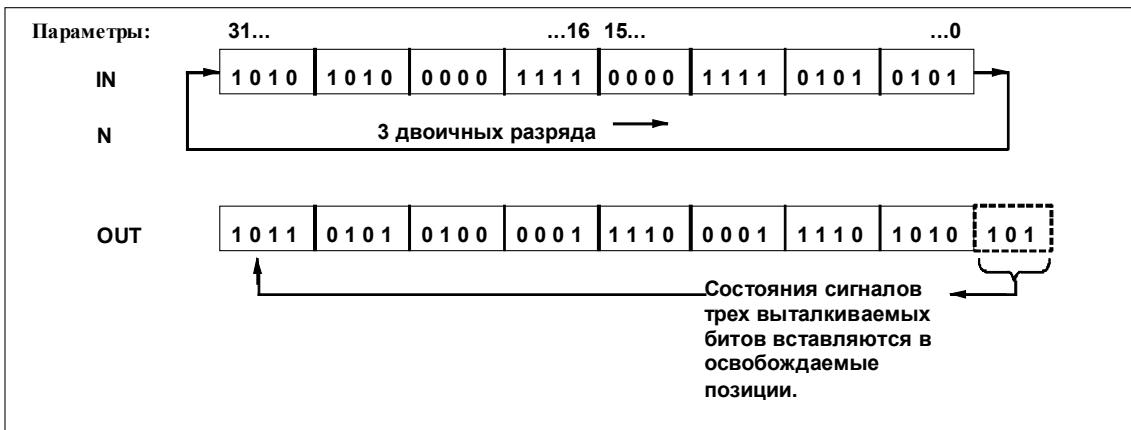 Параметры: 31... ...16 15... ...0
IN 1010 1010 0000 1111 0000 1111 0101 0101
N 3 двоичных разряда
OUT 1011 0101 0100 0001 1110 0001 1110 1010 101
Состояния сигналов
трех выталкиваемых
битов вставляются в
освобождаемые
позиции.